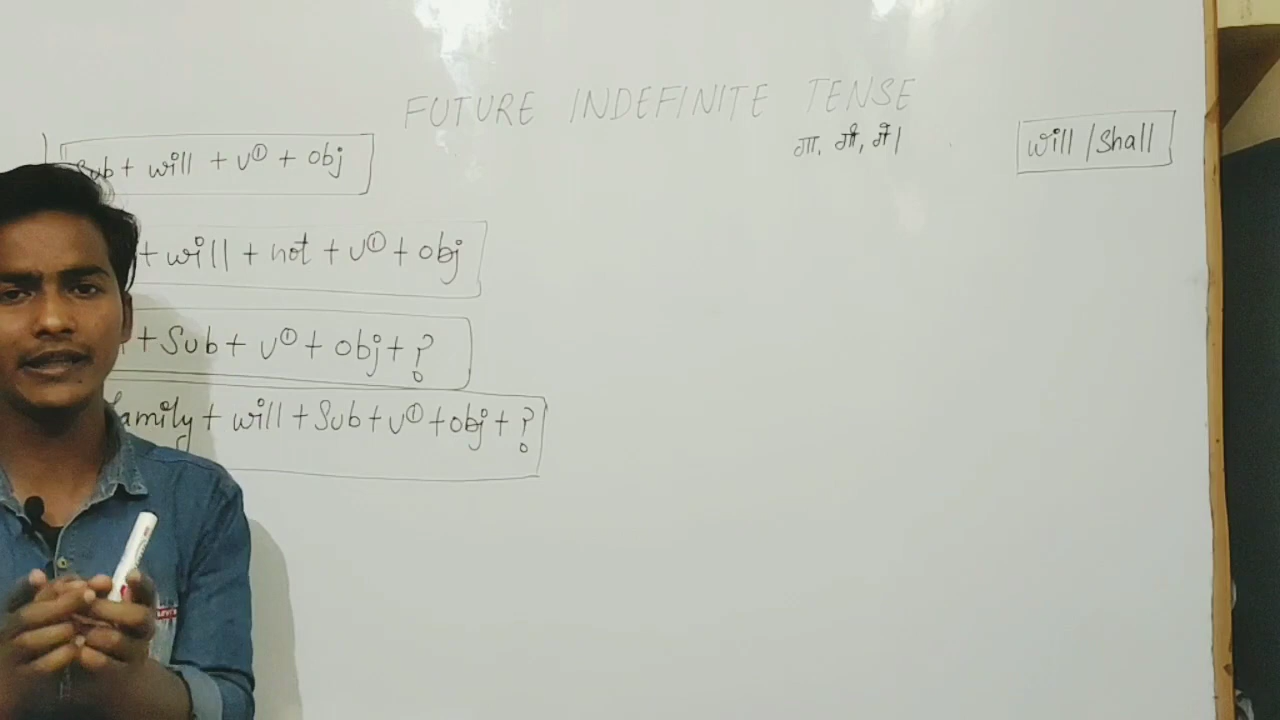 FUTURE INDEFINITE TENSE
गा, गी, गे।
Will /Shall
Sub + will + V① + Obj
+ will + not + V① + Obj
+ Sub + V① + Obj + ?
family + will + Sub + V① + Obj + ?